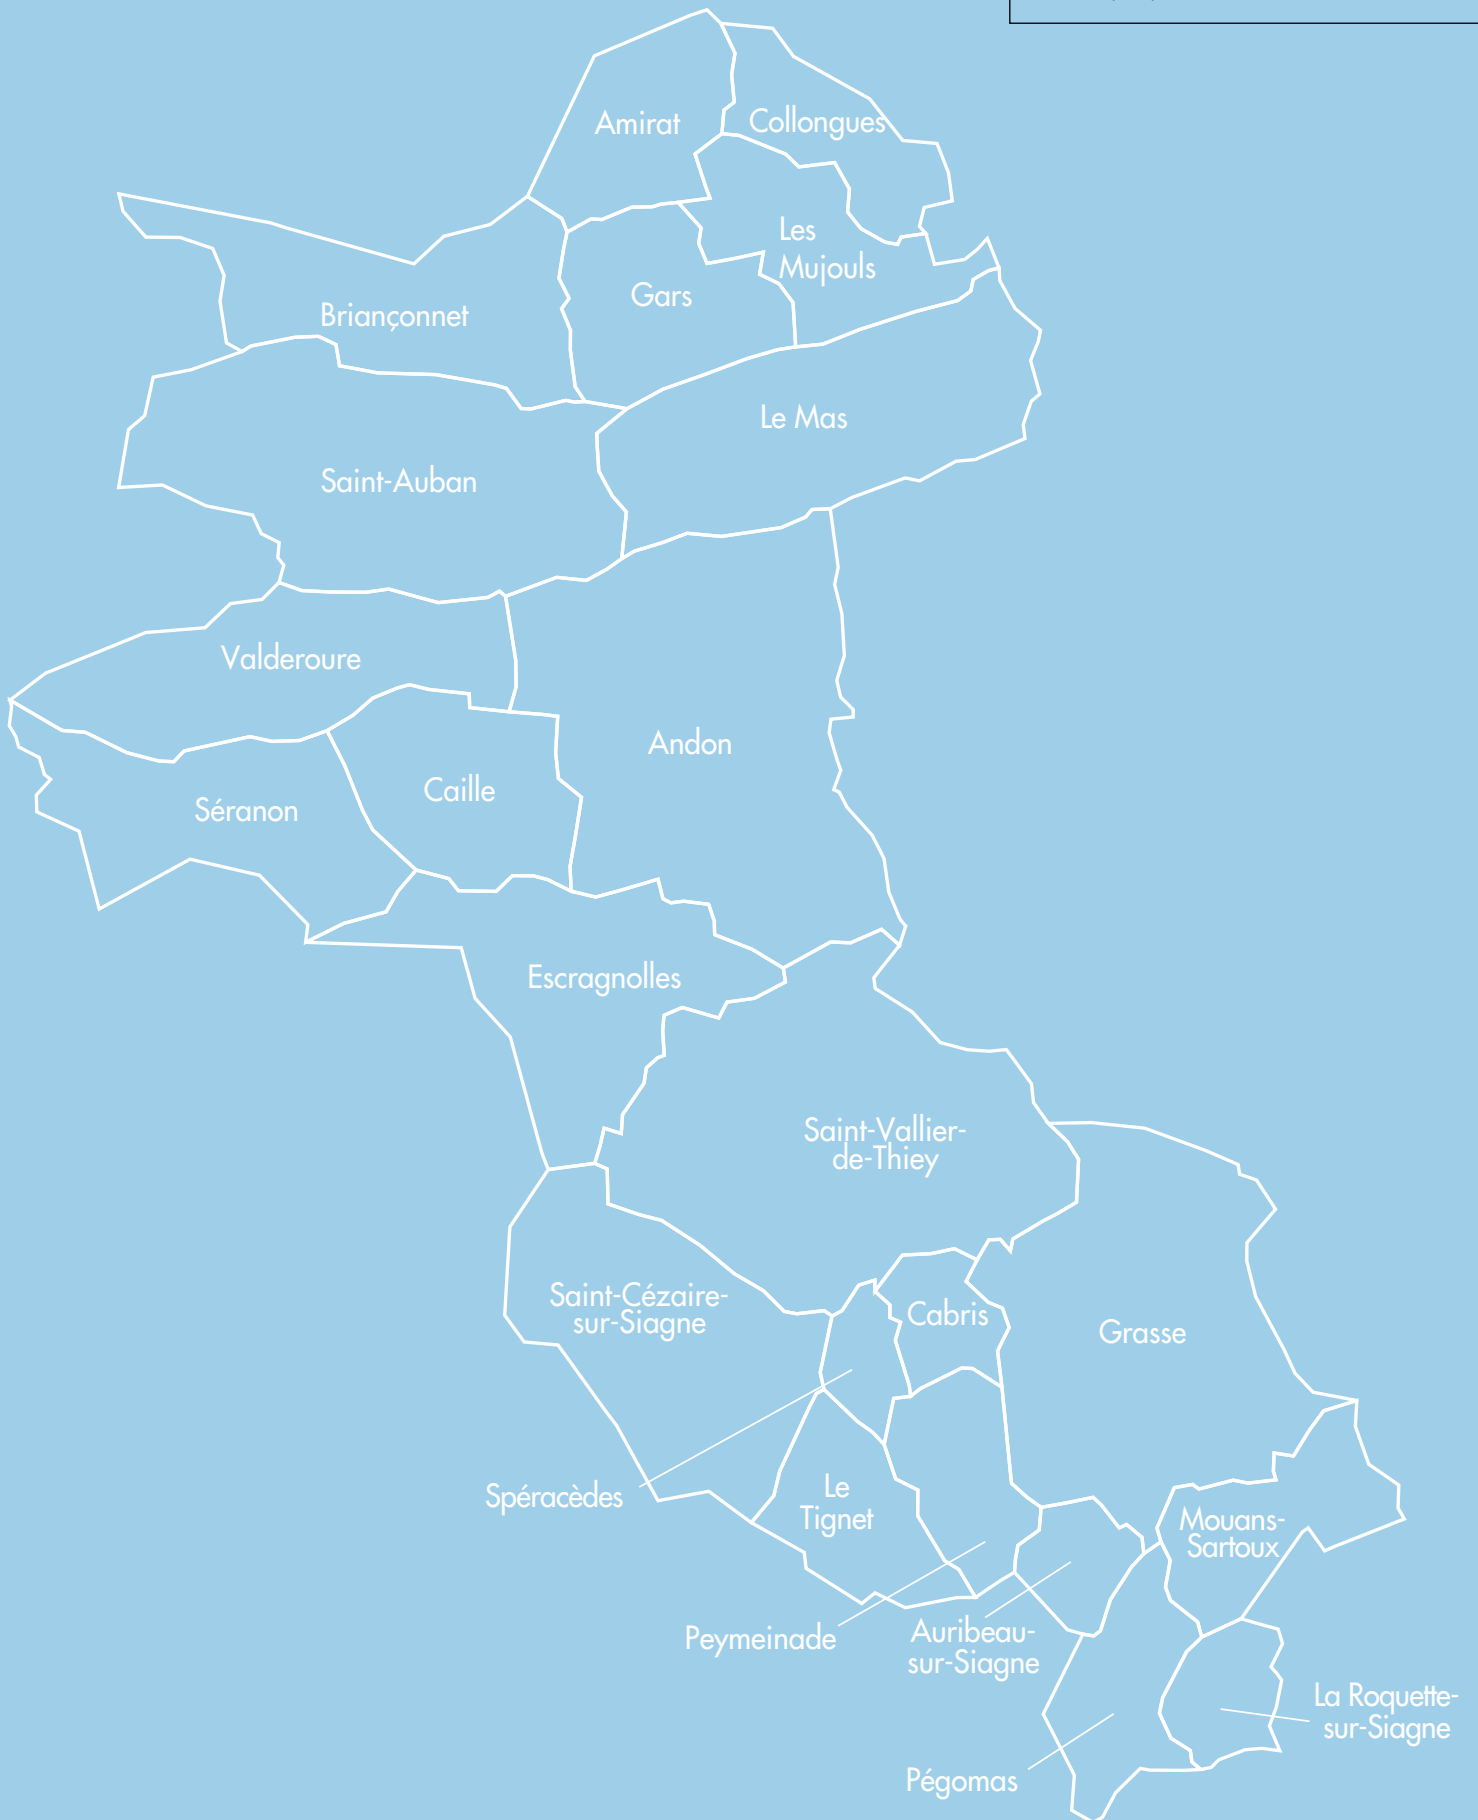 Amirat
Collongues
Les
Mujouls
Gars
Briançonnet
Le Mas
Saint-Auban
Valderoure
Andon
Caille
Séranon
Escragnolles
Saint-Vallier-
de-Thiey
Saint-Cézaire-
sur-Siagne
Cabris
Grasse
Spéracèdes
Le
Tignet
Mouans-
Sartoux
Peymeinade
Auribeau-
sur-Siagne
La Roquette-
sur-Siagne
Pégomas